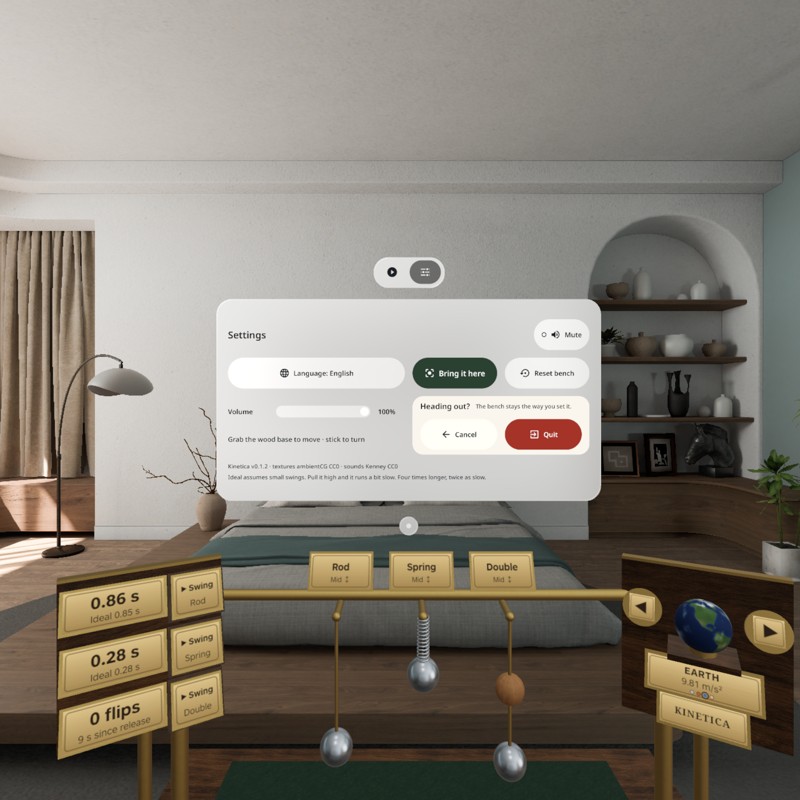 Settings
Mute
Language: English
Bring it here
Reset bench
Volume
100%
Heading out? The bench stays the way you set it.
Cancel
Quit
Grab the wood base to move · stick to turn
Kinetica v0.1.2 · textures ambientCG CC0 · sounds Kenney CC0
Ideal assumes small swings. Pull it high and it runs a bit slow. Four times longer, twice as slow.
Rod
Mid
Spring
Mid
Double
Mid
0.86 s
Ideal 0.85 s
Swing
Rod
0.28 s
Ideal 0.28 s
Swing
Spring
0 flips
9 s since release
Swing
Double
EARTH
9.81 m/s²
KINETICA